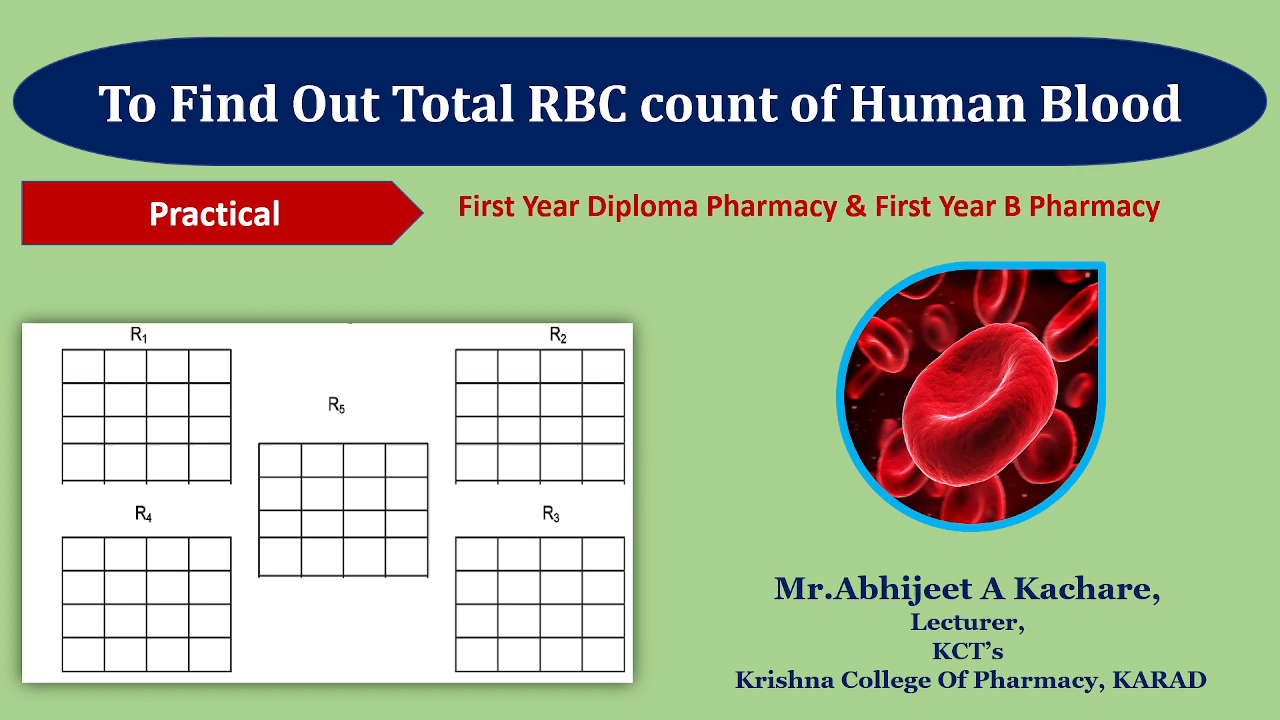 To Find Out Total RBC count of Human Blood
Practical
First Year Diploma Pharmacy & First Year B Pharmacy
R1
R2
R5
R4
R3
Mr.Abhijeet A Kachare,
Lecturer,
KCT’s
Krishna College Of Pharmacy, KARAD